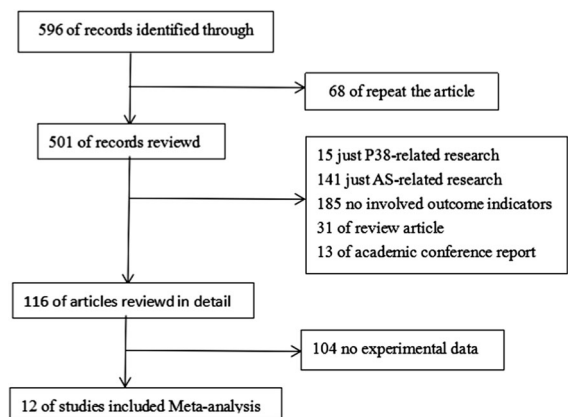 596 of records identified through
68 of repeat the article
501 of records reviewd
15 just P38-related research
141 just AS-related research
185 no involved outcome indicators
31 of review article
13 of academic conference report
116 of articles reviewd in detail
104 no experimental data
12 of studies included Meta-analysis